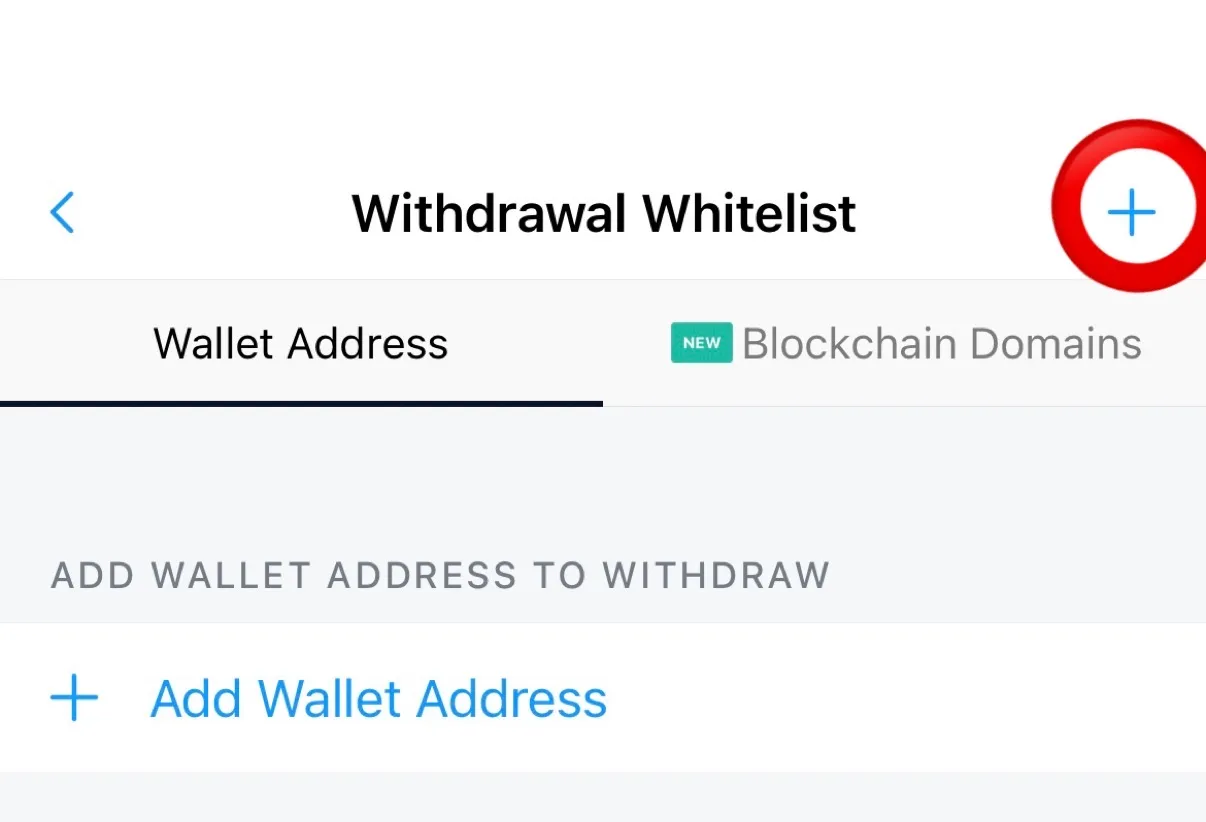 Withdrawal Whitelist
Wallet Address
NEW Blockchain Domains
ADD WALLET ADDRESS TO WITHDRAW
Add Wallet Address